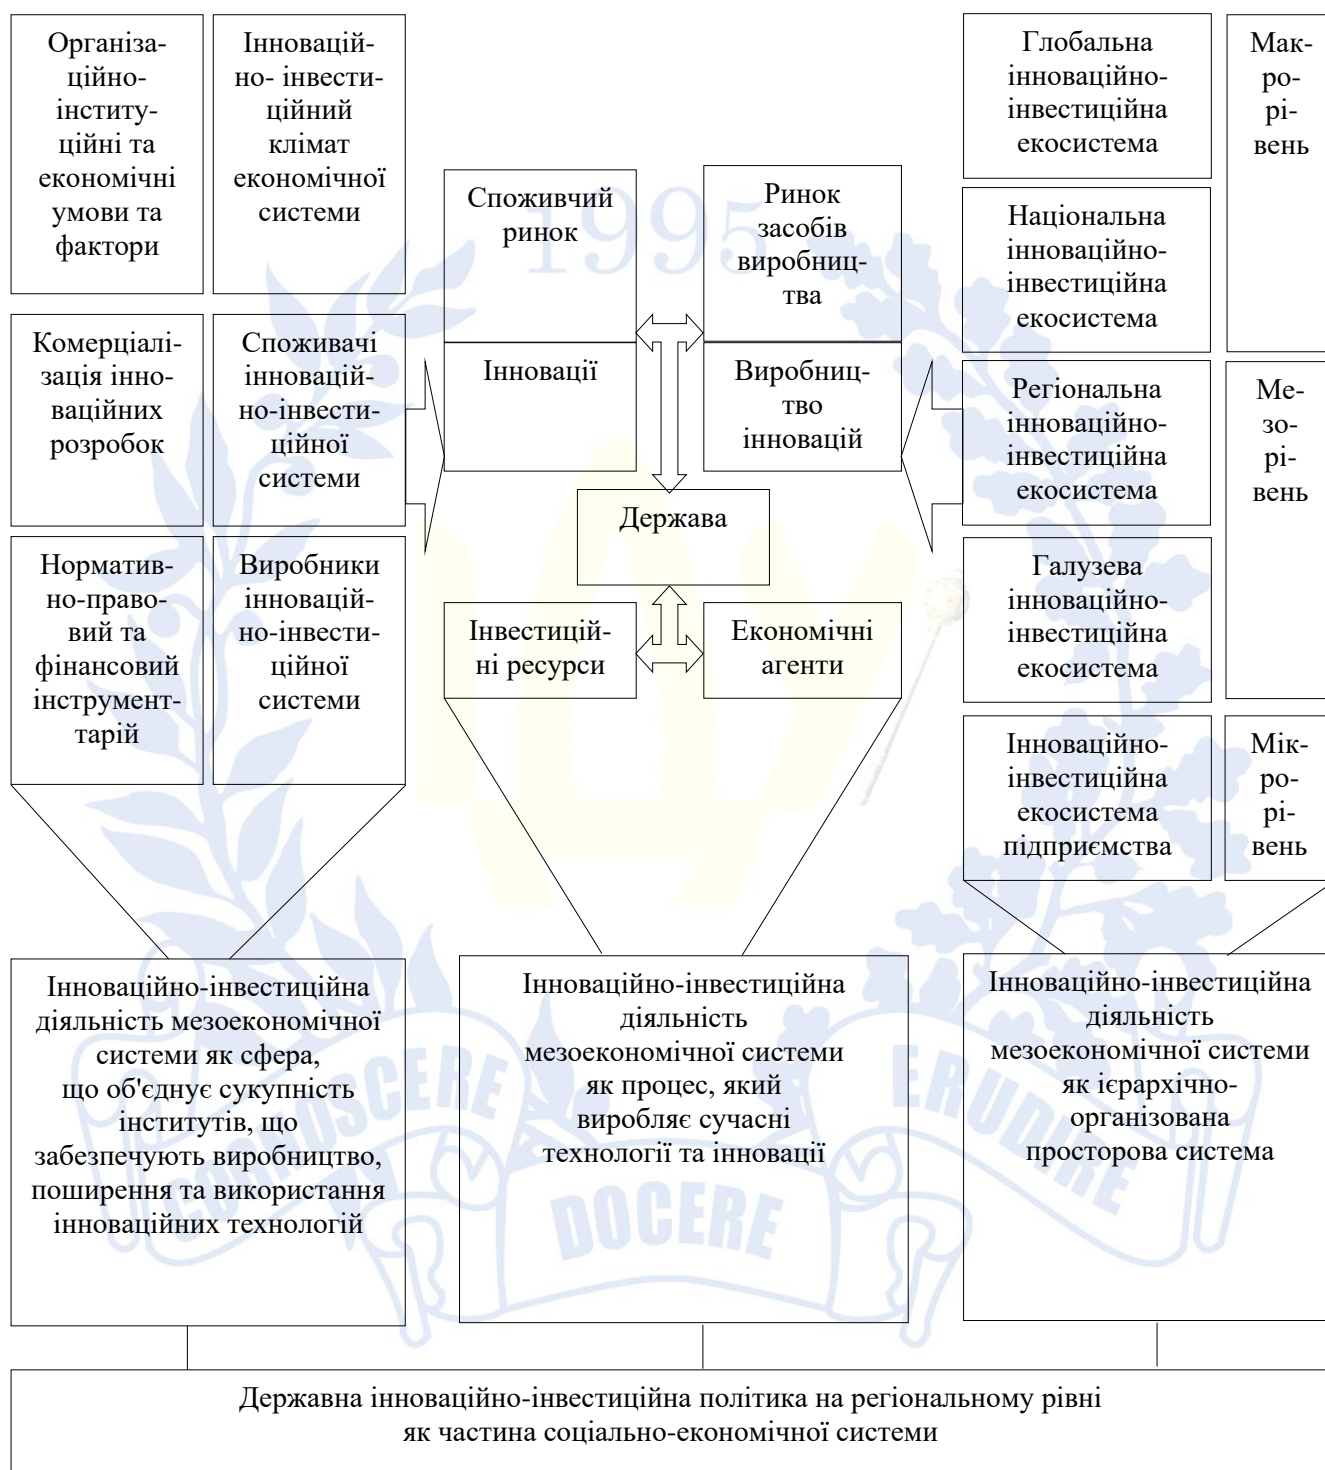 Організа-
ційно-
інститу-
ційні та
економічні
умови та
фактори
Інновацій-
но- інвести-
ційний
клімат
економічної
системи
Комерціалі-
зація інно-
ваційних
розробок
Споживачі
інновацій-
но-інвести-
ційної
системи
Норматив-
но-право-
вий та
фінансовий
інструмент-
тарій
Виробники
інновацій-
но-інвести-
ційної
системи
1995
Споживчий
ринок
Ринок
засобів
виробниц-
тва
Інновації
Виробниц-
тво
інновацій
Держава
Інвестицій-
ні ресурси
Економічні
агенти
Глобальна
інноваційно-
інвестиційна
екосистема
Національна
інноваційно-
інвестиційна
екосистема
Мак-
ро-
рі-
вень
Регіональна
інноваційно-
інвестиційна
екосистема
Галузева
інноваційно-
інвестиційна
екосистема
Ме-
зо-
рі-
вень
Інноваційно-
інвестиційна
екосистема
підприємства
Мік-
ро-
рі-
вень
Інноваційно-інвестиційна
діяльність мезоекономічної
системи як сфера,
що об'єднує сукупність
інститутів, що
забезпечують виробництво,
поширення та використання
інноваційних технологій
Інноваційно-інвестиційна
діяльність
мезоекономічної системи
як процес, який
виробляє сучасні
технології та інновації
Інноваційно-інвестиційна
діяльність
мезоекономічної системи
як ієрархічно-
організована
просторова система
COGNOSCERE
DOCERE
ERUDIRE
Державна інноваційно-інвестиційна політика на регіональному рівні
як частина соціально-економічної системи